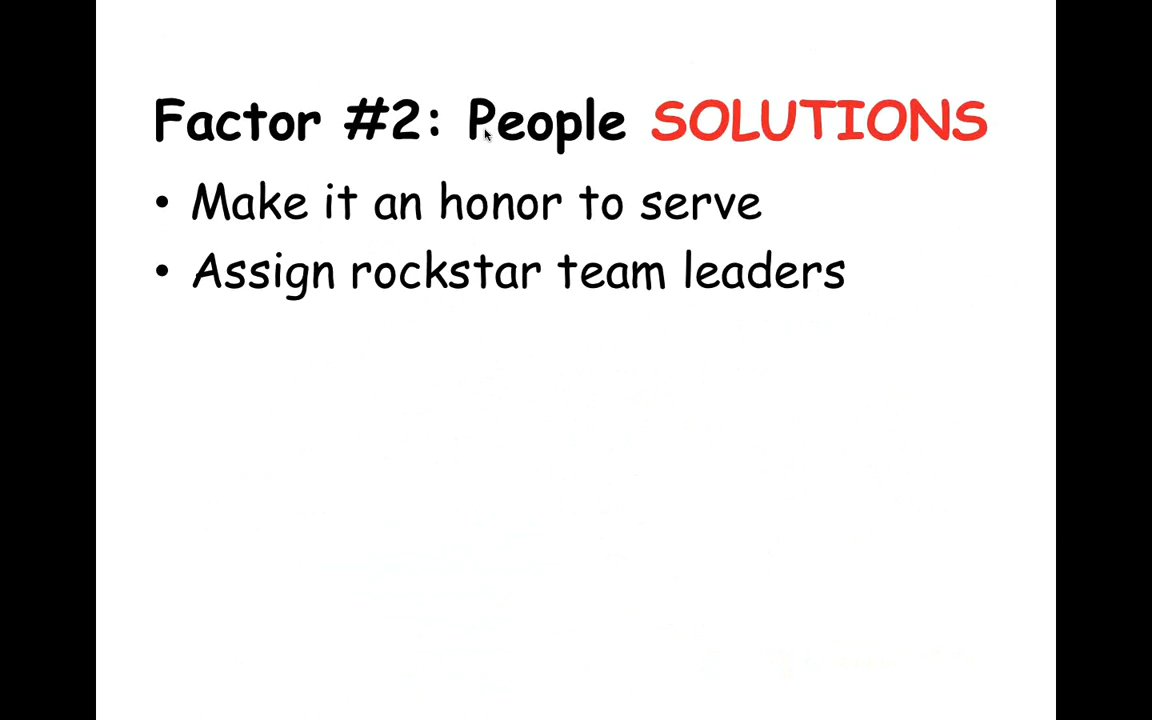 Factor #2: People SOLUTIONS
• Make it an honor to serve
• Assign rockstar team leaders